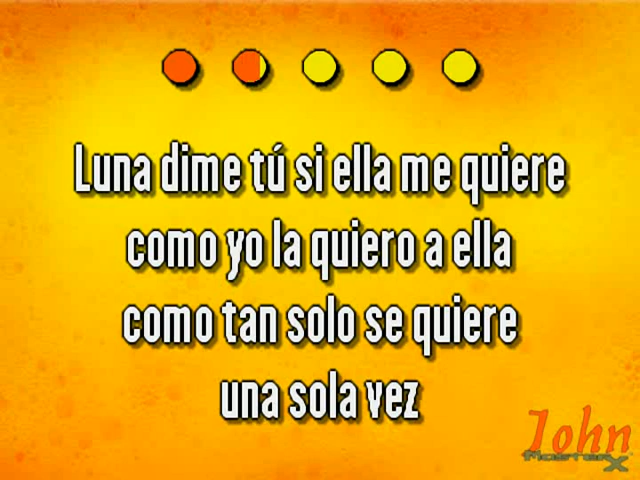 Luna dime tú si ella me quiere
como yo la quiero a ella
como tan solo se quiere
una sola vez
John